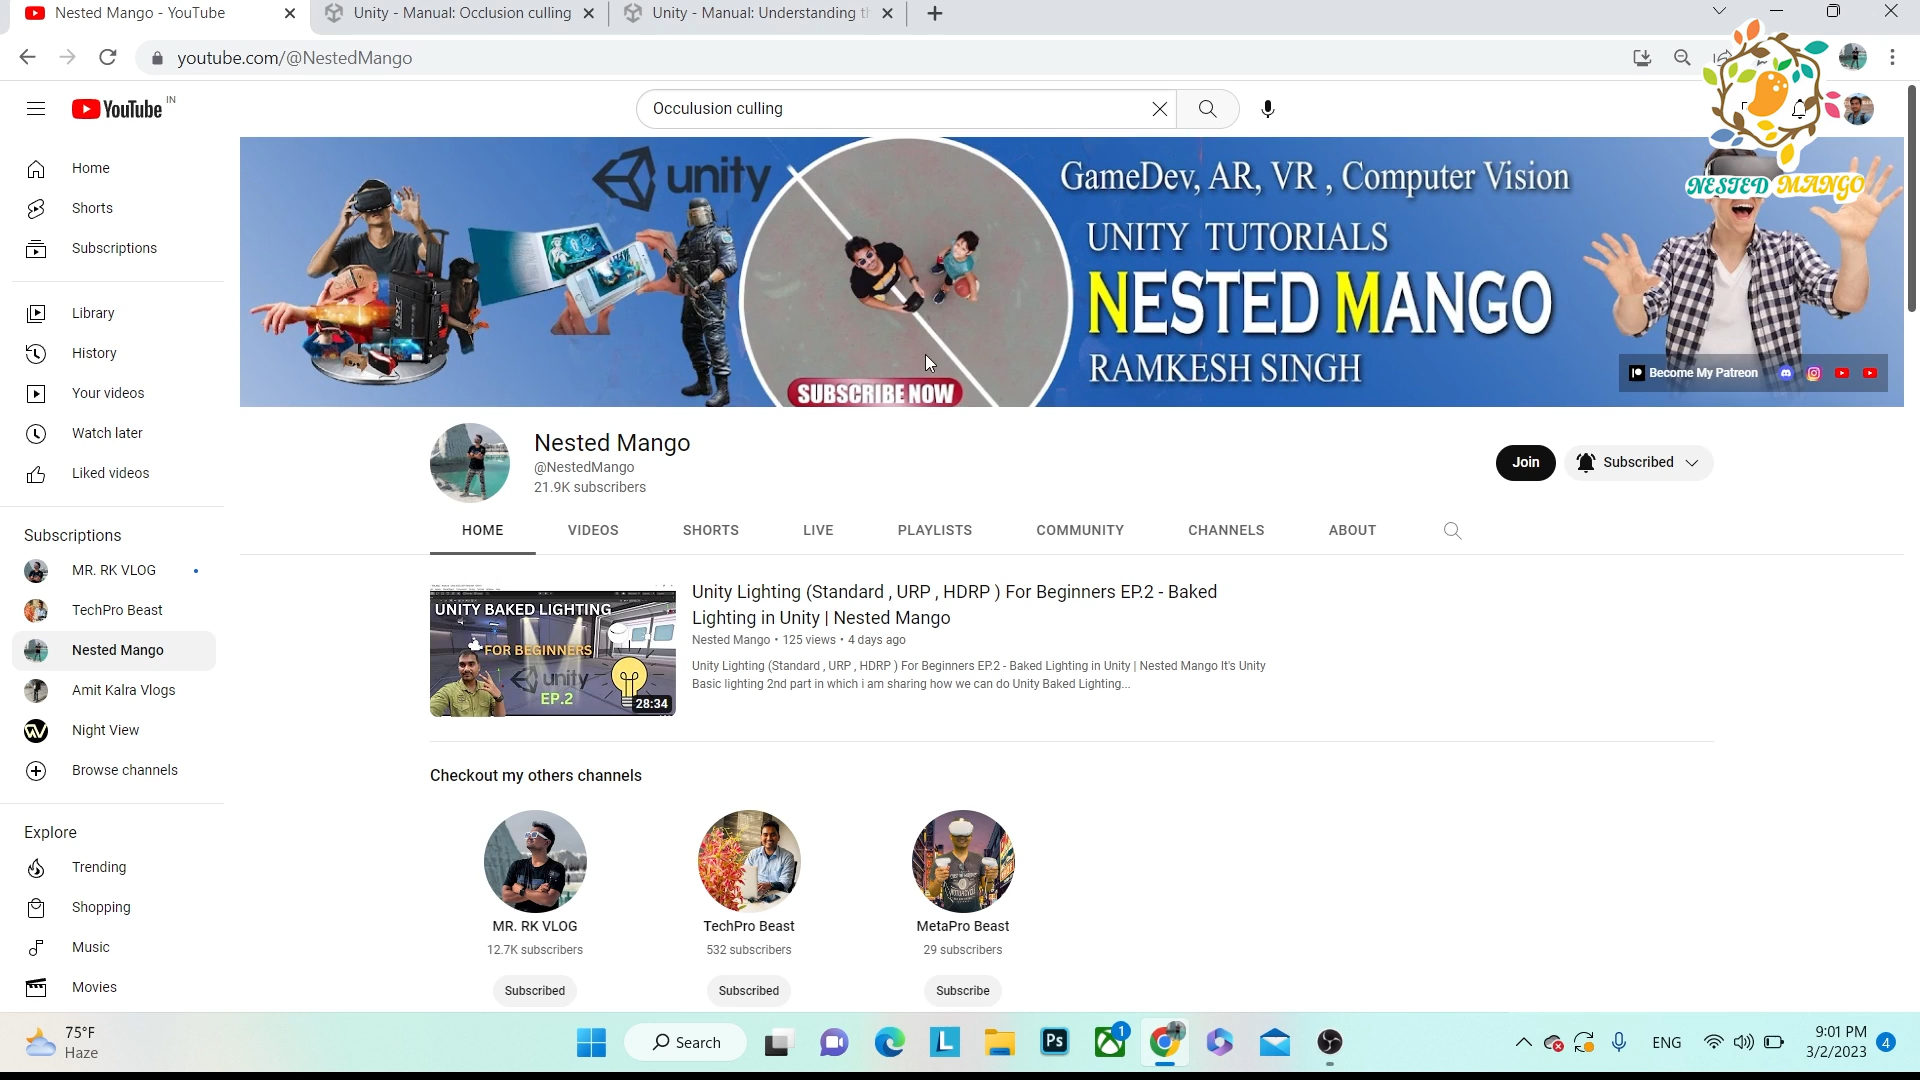 Nested Mango - YouTube
Unity - Manual: Occlusion culling
Unity - Manual: Understanding t
youtube.com/@NestedMango
YouTube IN
Occulusion culling
NESTED MANGO
Home
Shorts
Subscriptions
Library
History
Your videos
Watch later
Liked videos
Subscriptions
MR. RK VLOG
TechPro Beast
Nested Mango
Amit Kalra Vlogs
Night View
Browse channels
Explore
Trending
Shopping
Music
Movies
unity
GameDev, AR, VR , Computer Vision
UNITY TUTORIALS
NESTED MANGO
RAMKESH SINGH
SUBSCRIBE NOW
Become My Patreon
Nested Mango
@NestedMango
21.9K subscribers
Join
Subscribed
HOME
VIDEOS
SHORTS
LIVE
PLAYLISTS
COMMUNITY
CHANNELS
ABOUT
UNITY BAKED LIGHTING
FOR BEGINNERS
unity
EP.2
28:34
Unity Lighting (Standard , URP , HDRP ) For Beginners EP.2 - Baked
Lighting in Unity | Nested Mango
Nested Mango • 125 views • 4 days ago
Unity Lighting (Standard , URP , HDRP ) For Beginners EP.2 - Baked Lighting in Unity | Nested Mango It's Unity
Basic lighting 2nd part in which i am sharing how we can do Unity Baked Lighting...
Checkout my others channels
MR. RK VLOG
12.7K subscribers
Subscribed
TechPro Beast
532 subscribers
Subscribed
MetaPro Beast
29 subscribers
Subscribe
75°F
Haze
Search
L
Ps
1
ENG
9:01 PM
3/2/2023
4